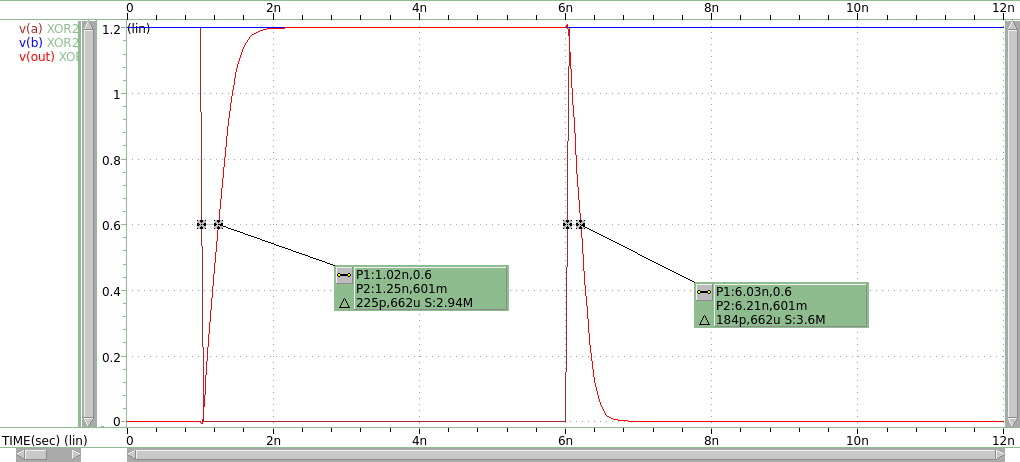 0 2n 4n 6n 8n 10n 12n
v(a) XOR2
v(b) XOR2
v(out) XO
(lin)
1.2
1
0.8
0.6
0.4
0.2
0
P1:1.02n,0.6
P2:1.25n,601m
225p,662u S:2.94M
P1:6.03n,0.6
P2:6.21n,601m
184p,662u S:3.6M
TIME(sec) (lin)
0 2n 4n 6n 8n 10n 12n